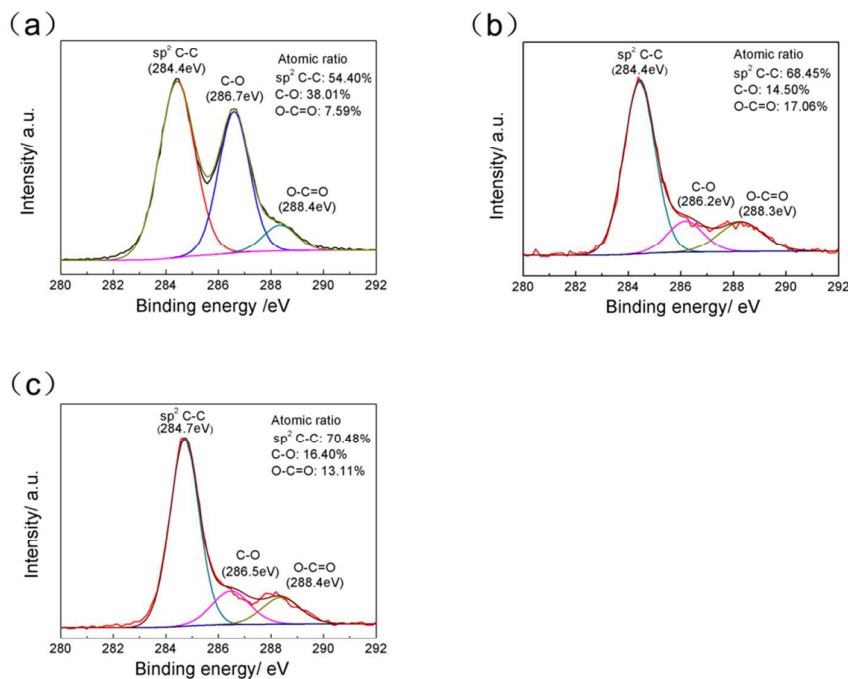 (a)
sp² C-C
(284.4eV)
C-O
(286.7eV)
O-C=O
(288.4eV)
Atomic ratio
sp² C-C: 54.40%
C-O: 38.01%
O-C=O: 7.59%
Intensity/ a.u.
280 282 284 286 288 290 292
Binding energy /eV
(b)
sp² C-C
(284.4eV)
C-O
(286.2eV)
O-C=O
(288.3eV)
Atomic ratio
sp² C-C: 68.45%
C-O: 14.50%
O-C=O: 17.06%
Intensity/ a.u.
280 282 284 286 288 290 292
Binding energy/ eV
(c)
sp² C-C
(284.7eV)
C-O
(286.5eV)
O-C=O
(288.4eV)
Atomic ratio
sp² C-C: 70.48%
C-O: 16.40%
O-C=O: 13.11%
Intensity/ a.u.
280 282 284 286 288 290 292
Binding energy/ eV